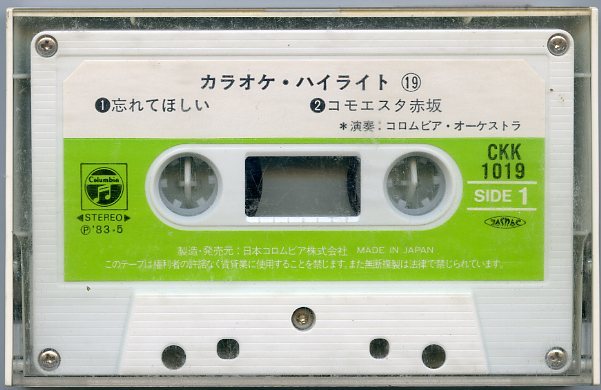 カラオケ・ハイライト ⑲
❶忘れてほしい ❷コモエスタ赤坂
*演奏:コロムビア・オーケストラ
Columbia
◀STEREO▶
Ⓟ'83-5
CKK
1019
SIDE 1
製造・発売元:日本コロムビア株式会社 MADE IN JAPAN
このテープは権利者の許諾なく賃貸業に使用することを禁じます。また無断複製は法律で禁じられています。